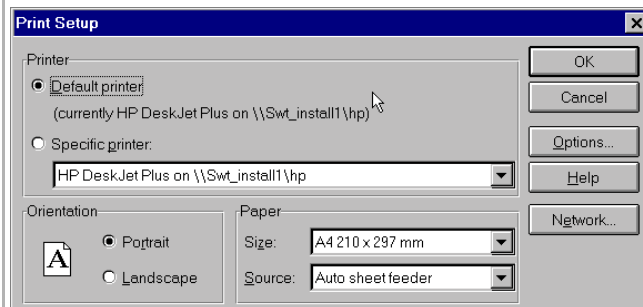 Print Setup
Printer
Default printer
(currently HP DeskJet Plus on \\Swt_install1\hp)
Specific printer:
HP DeskJet Plus on \\Swt_install1\hp
OK
Cancel
Options...
Help
Network...
Orientation
A
Portrait
Landscape
Paper
Size: A4 210 x 297 mm
Source: Auto sheet feeder